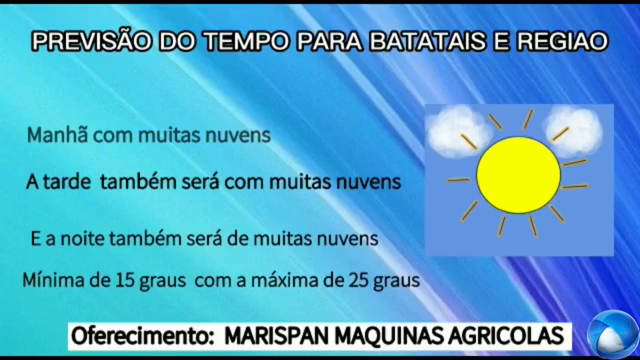 PREVISÃO DO TEMPO PARA BATATAIS E REGIAO
Manhã com muitas nuvens
A tarde também será com muitas nuvens
E a noite também será de muitas nuvens
Mínima de 15 graus com a máxima de 25 graus
Oferecimento: MARISPAN MAQUINAS AGRICOLAS